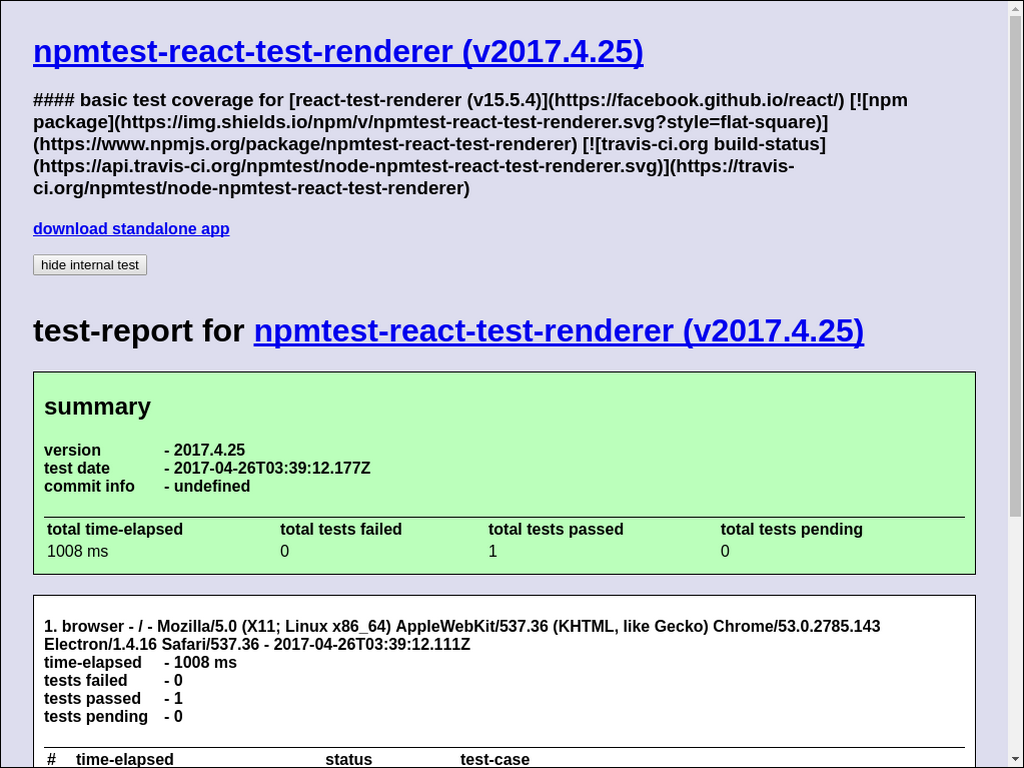 npmtest-react-test-renderer (v2017.4.25)
#### basic test coverage for [react-test-renderer (v15.5.4)](https://facebook.github.io/react/) [![npm
package](https://img.shields.io/npm/v/npmtest-react-test-renderer.svg?style=flat-square)]
(https://www.npmjs.org/package/npmtest-react-test-renderer) [![travis-ci.org build-status]
(https://api.travis-ci.org/npmtest/node-npmtest-react-test-renderer.svg)](https://travis-
ci.org/npmtest/node-npmtest-react-test-renderer)
download standalone app
hide internal test
test-report for npmtest-react-test-renderer (v2017.4.25)
summary
version - 2017.4.25
test date - 2017-04-26T03:39:12.177Z
commit info - undefined
total time-elapsed total tests failed total tests passed total tests pending
1008 ms 0 1 0
1. browser - / - Mozilla/5.0 (X11; Linux x86_64) AppleWebKit/537.36 (KHTML, like Gecko) Chrome/53.0.2785.143
Electron/1.4.16 Safari/537.36 - 2017-04-26T03:39:12.111Z
time-elapsed - 1008 ms
tests failed - 0
tests passed - 1
tests pending - 0
# time-elapsed status test-case